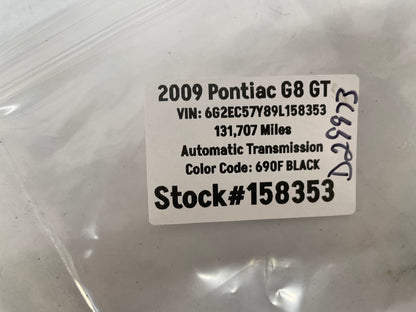 2009 Pontiac G8 GT
VIN: 6G2EC57Y89L158353
131,707 Miles
Automatic Transmission
Color Code: 690F BLACK
Stock#158353
D29973